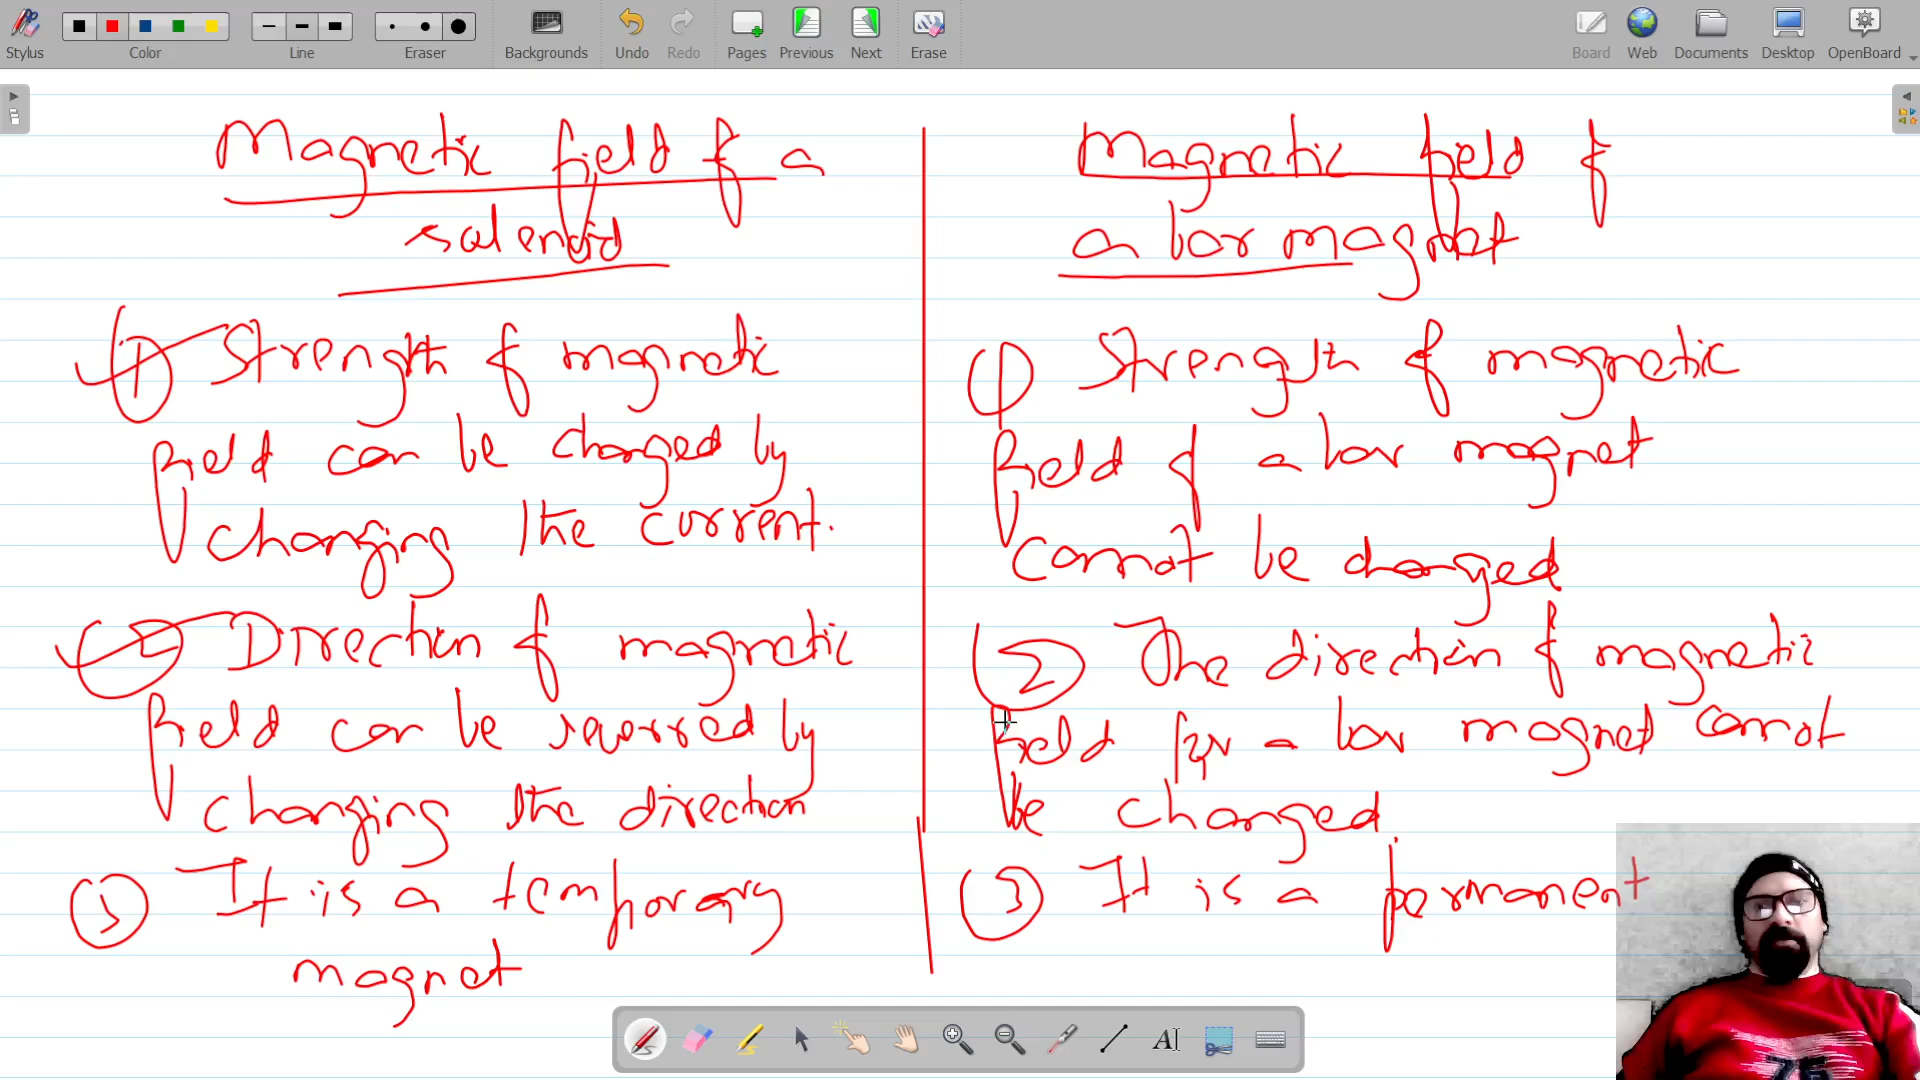 Stylus
Color
Line
Eraser
Backgrounds
Undo
Redo
Pages
Previous
Next
Erase
Board
Web
Documents
Desktop
OpenBoard
Magnetic field of a
solenoid
① Strength of magnetic
field can be changed by
changing the current.
② Direction of magnetic
field can be reversed by
changing the direction
③ It is a temporary
magnet
Magnetic field of
a bar magnet
① Strength of magnetic
field of a bar magnet
cannot be changed
② The direction of magnetic
field for a bar magnet cannot
be changed.
③ It is a permanent
AI
75